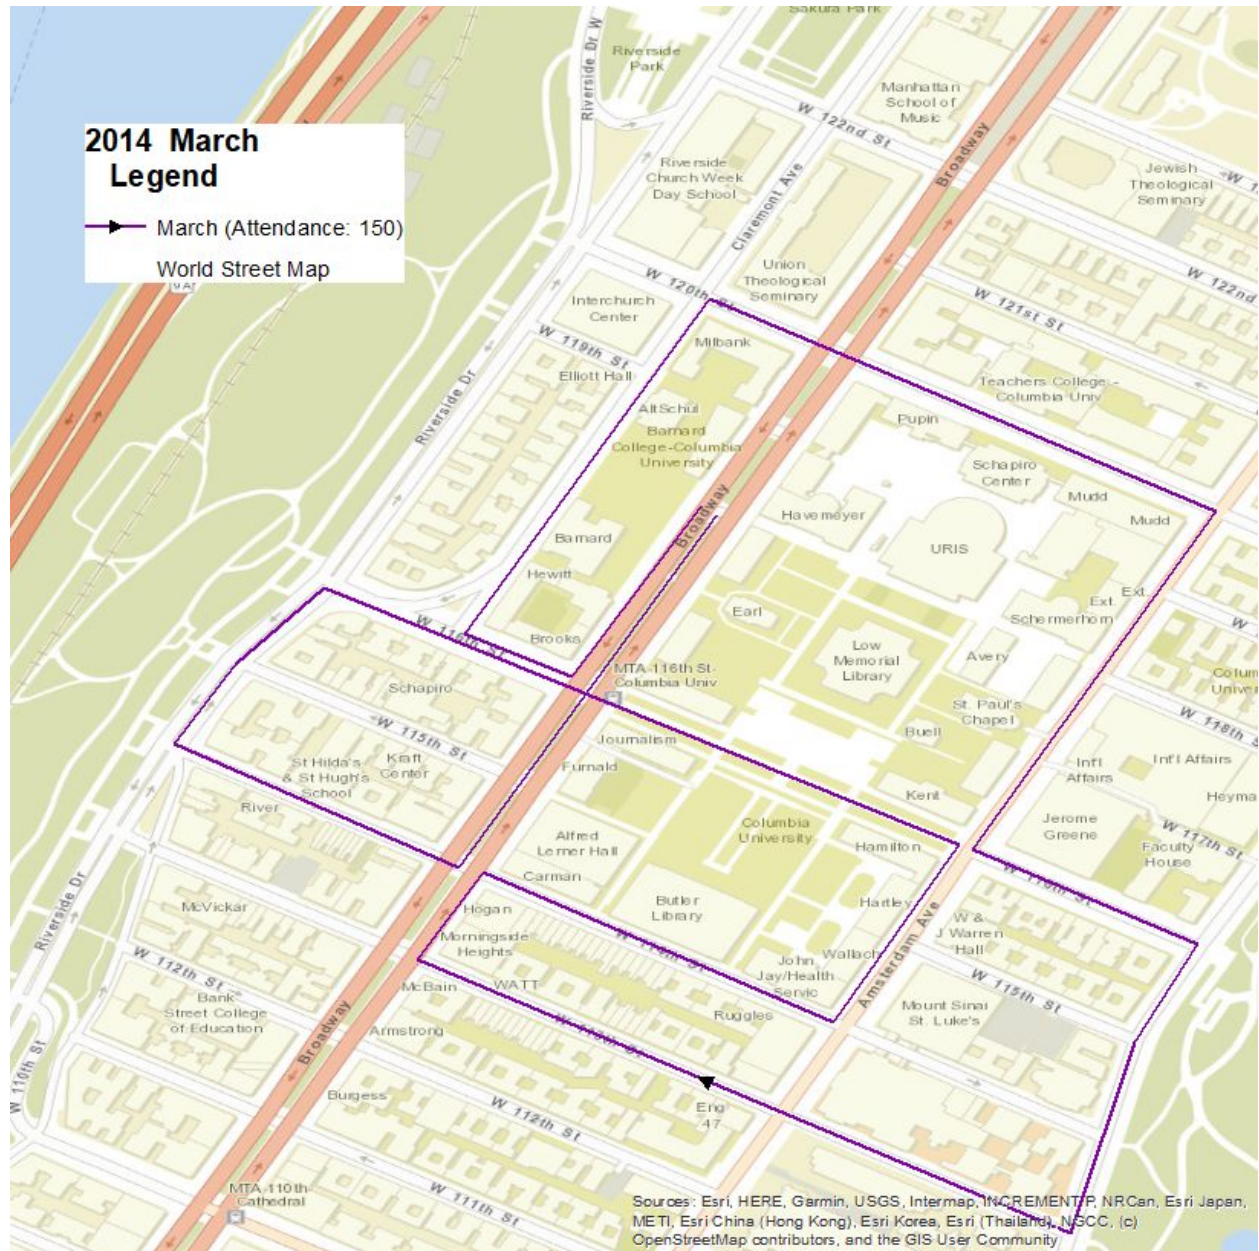 Sakura Park
Riverside
Park
Riverside Dr W
Manhattan
School of
Music
W 122nd St
Broadway
2014 March
Legend
March (Attendance: 150)
World Street Map
9A
Riverside
Church Week
Day School
Claremont Ave
Jewish
Theological
Seminary
Union
Theological
Seminary
W 120th St
W 122nd
W 121st St
Interchurch
Center
W 119th St
Elliott Hall
Milbank
Riverside Dr
Teachers College -
Columbia Univ
AltSchul
Barnard
College-Columbia
University
Pupin
Schapiro
Center
Mudd
Mudd
Broadway
Havemeyer
URIS
Barnard
Hewitt
Brooks
Earl
Ext.
Ext.
Schermerhorn
W 116th St
MTA-116th St-
Columbia Univ
Low
Memorial
Library
Avery
Schapiro
St. Paul's
Chapel
Buell
W 118th St
W 115th St
Journalism
Furnald
St Hilda's
& St Hugh's
School
Kraft
Center
River
Int'l
Affairs
Int'l Affairs
Kent
Heyma
Columbia
University
Hamilton
Jerome
Greene
W 117th St
Faculty
House
Alfred
Lerner Hall
Carman
W 116th St
Riverside Dr
McVickar
Hogan
Butler
Library
Hartley
Amsterdam Ave
W &
J Warren
Hall
Morningside
Heights
W 114th St
Wallach
John
Jay/Health
Servic
W 115th St
W 112th St
McBain
WATT
Bank
Street College
of Education
Mount Sinai
St. Luke's
Armstrong
W 113th St
Ruggles
Broadway
W 110th St
Burgess
Eng
47
W 112th St
MTA-110th-
Cathedral
W 111th St
Sources: Esri, HERE, Garmin, USGS, Intermap, INCREMENT P, NRCan, Esri Japan,
METI, Esri China (Hong Kong), Esri Korea, Esri (Thailand), NGCC, (c)
OpenStreetMap contributors, and the GIS User Community